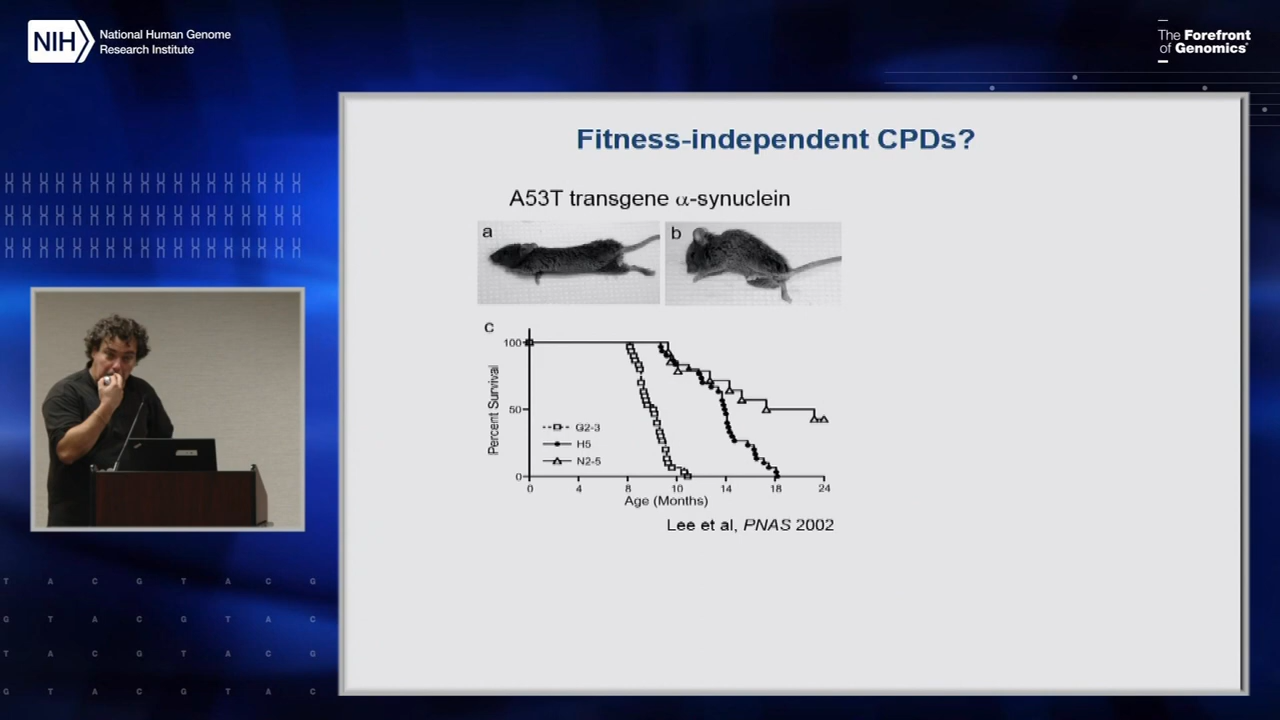 NIH
National Human Genome
Research Institute
The Forefront
of Genomics®
Fitness-independent CPDs?
A53T transgene α-synuclein
a
b
c
100
50
0
Percent Survival
G2-3
H5
N2-5
0 4 8 10 14 18 24
Age (Months)
Lee et al, PNAS 2002
T A C G T A C G
G T A C G T A C
T A C G T A C G
G T A C G T A C